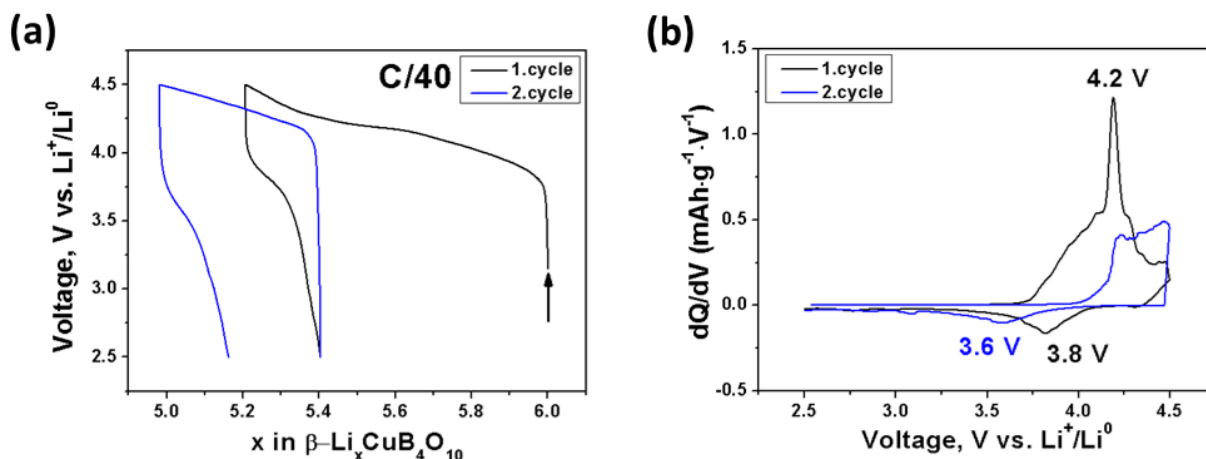 (a)
C/40
1.cycle
2.cycle
4.5
4.0
3.5
3.0
2.5
Voltage, V vs. Li⁺/Li⁰
5.0 5.2 5.4 5.6 5.8 6.0
x in β–LiₓCuB₄O₁₀
(b)
1.cycle
2.cycle
4.2 V
3.6 V
3.8 V
1.5
1.0
0.5
0.0
-0.5
dQ/dV (mAh·g⁻¹·V⁻¹)
2.5 3.0 3.5 4.0 4.5
Voltage, V vs. Li⁺/Li⁰